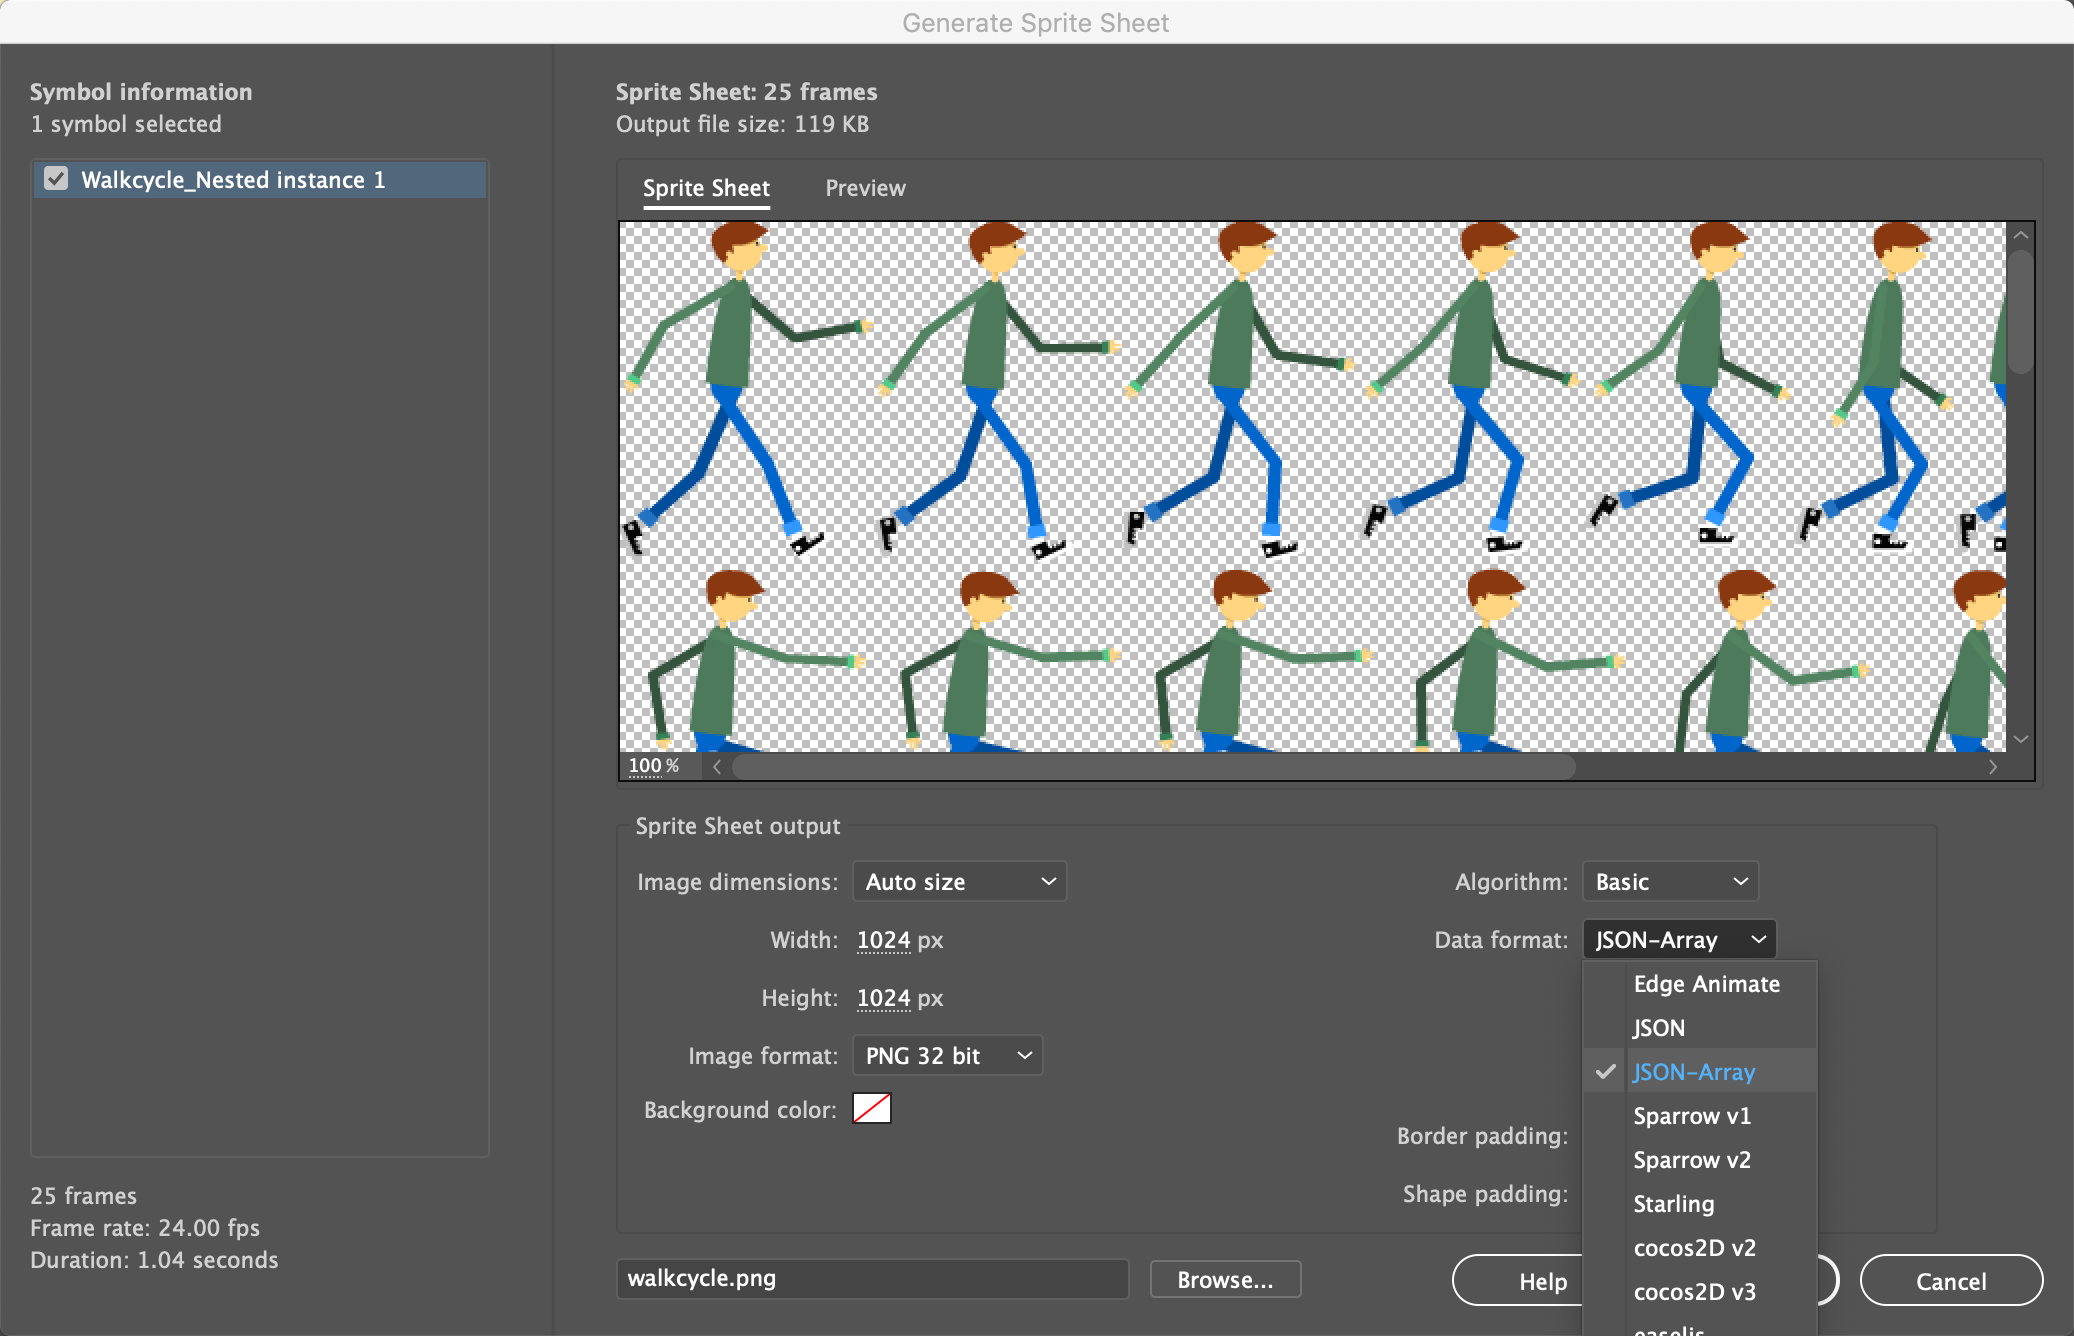 Generate Sprite Sheet
Symbol information
1 symbol selected
Walkcycle_Nested instance 1
25 frames
Frame rate: 24.00 fps
Duration: 1.04 seconds
Sprite Sheet: 25 frames
Output file size: 119 KB
Sprite Sheet Preview
100 %
Sprite Sheet output
Image dimensions: Auto size
Width: 1024 px
Height: 1024 px
Image format: PNG 32 bit
Background color:
Algorithm: Basic
Data format: JSON-Array
Edge Animate
JSON
JSON-Array
Sparrow v1
Sparrow v2
Starling
cocos2D v2
cocos2D v3
Border padding:
Shape padding:
walkcycle.png
Browse...
Help
Cancel